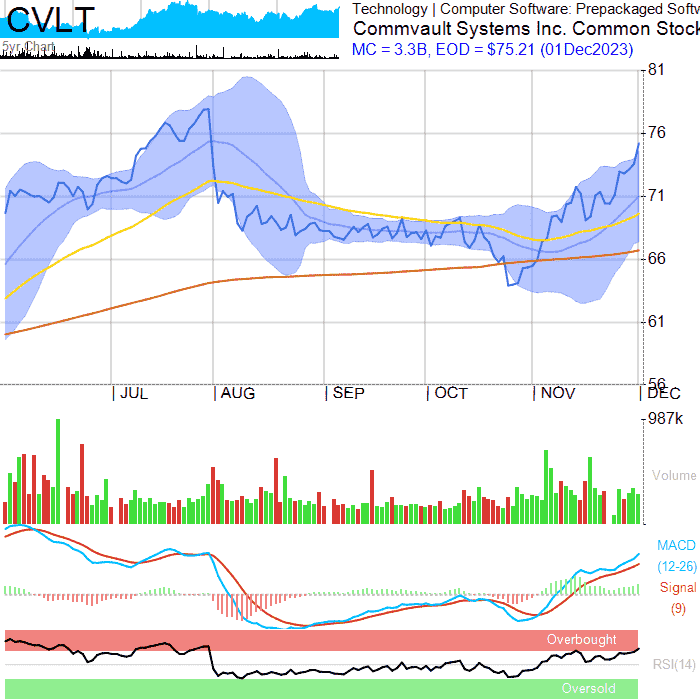 CVLT
5yr Chart
Technology | Computer Software: Prepackaged Softw
Commvault Systems Inc. Common Stock
MC = 3.3B, EOD = $75.21 (01Dec2023)
81
76
71
66
61
56
JUL AUG SEP OCT NOV DEC
987k
Volume
MACD
(12-26)
Signal
(9)
Overbought
RSI(14)
Oversold